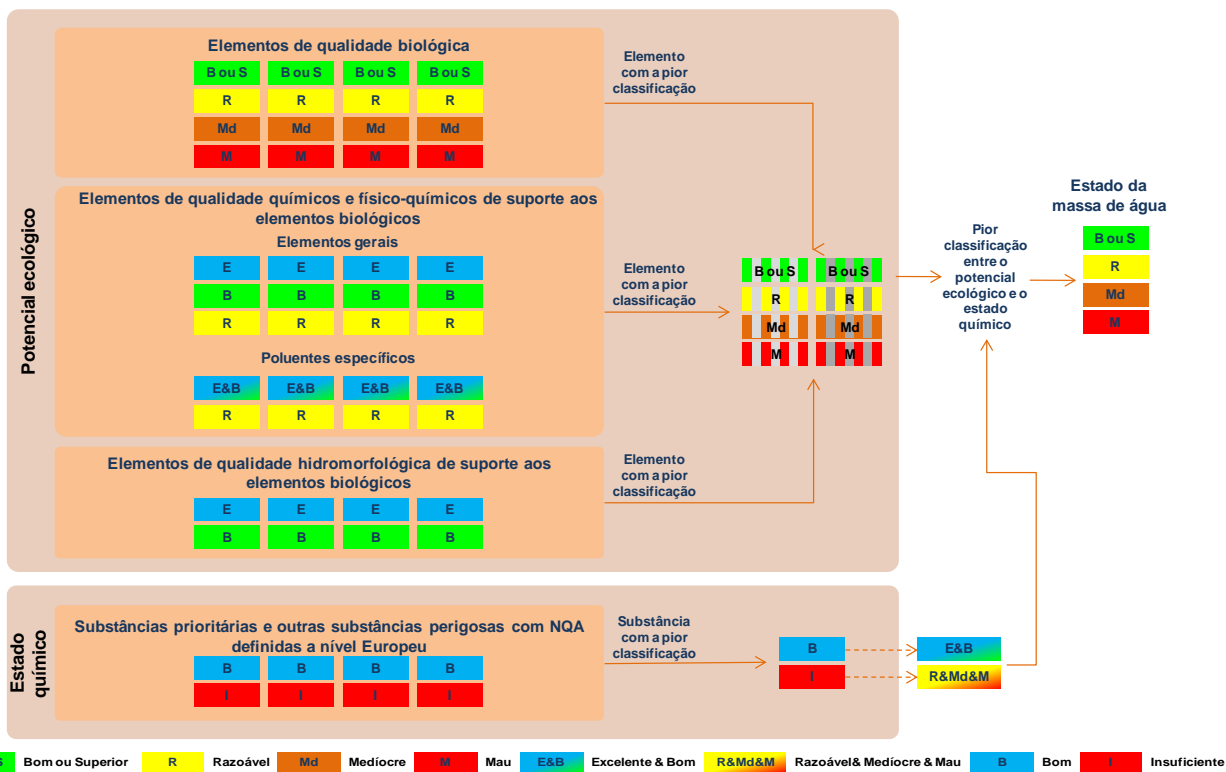 Potencial ecológico
Elementos de qualidade biológica
B ou S B ou S B ou S B ou S
R R R R
Md Md Md Md
M M M M
Elemento
com a pior
classificação
Elementos de qualidade químicos e físico-químicos de suporte aos
elementos biológicos
Elementos gerais
E E E E
B B B B
R R R R
Poluentes específicos
E&B E&B E&B E&B
R R R R
Elemento
com a pior
classificação
Elementos de qualidade hidromorfológica de suporte aos
elementos biológicos
E E E E
B B B B
Elemento
com a pior
classificação
B ou S B ou S
R R
Md Md
M M
Pior
classificação
entre o
potencial
ecológico e o
estado
químico
Estado da
massa de água
B ou S
R
Md
M
Estado
químico
Substâncias prioritárias e outras substâncias perigosas com NQA
definidas a nível Europeu
B B B B
I I I I
Substância
com a pior
classificação
B E&B
I R&Md&M
S Bom ou Superior R Razoável Md Medíocre M Mau E&B Excelente & Bom R&Md&M Razoável& Medíocre & Mau B Bom I Insuficiente